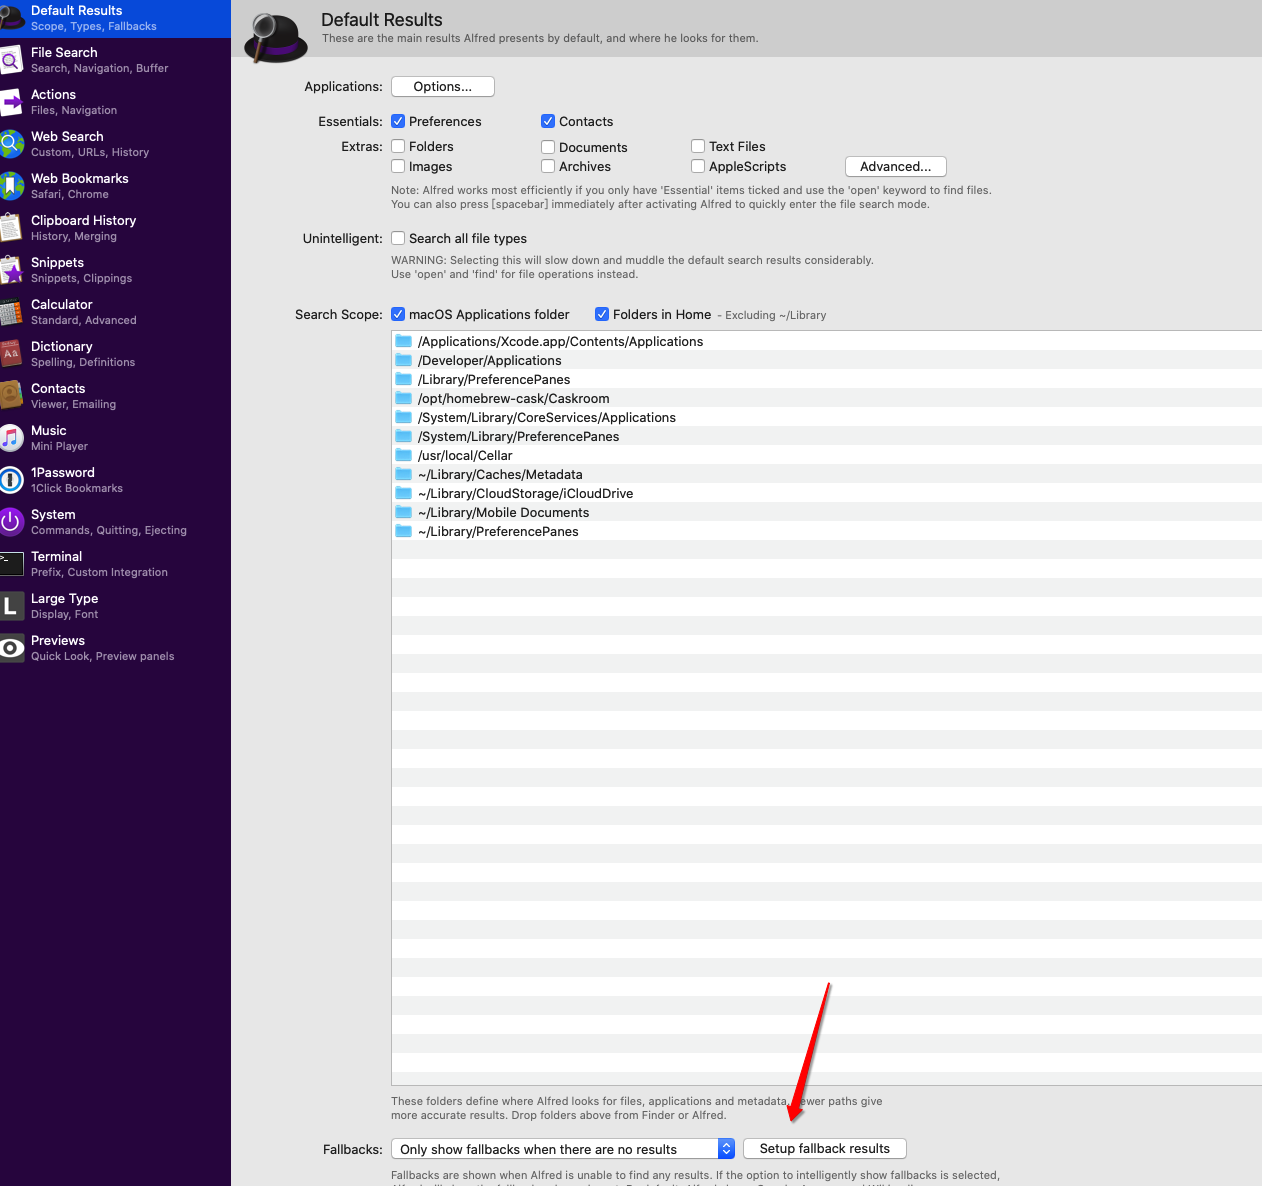 Default Results
Scope, Types, Fallbacks
File Search
Search, Navigation, Buffer
Actions
Files, Navigation
Web Search
Custom, URLs, History
Web Bookmarks
Safari, Chrome
Clipboard History
History, Merging
Snippets
Snippets, Clippings
Calculator
Standard, Advanced
Dictionary
Spelling, Definitions
Contacts
Viewer, Emailing
Music
Mini Player
1Password
1Click Bookmarks
System
Commands, Quitting, Ejecting
Terminal
Prefix, Custom Integration
Large Type
Display, Font
Previews
Quick Look, Preview panels
Default Results
These are the main results Alfred presents by default, and where he looks for them.
Applications: Options...
Essentials: Preferences Contacts
Extras: Folders Documents Text Files
Images Archives AppleScripts Advanced...
Note: Alfred works most efficiently if you only have 'Essential' items ticked and use the 'open' keyword to find files.
You can also press [spacebar] immediately after activating Alfred to quickly enter the file search mode.
Unintelligent: Search all file types
WARNING: Selecting this will slow down and muddle the default search results considerably.
Use 'open' and 'find' for file operations instead.
Search Scope: macOS Applications folder Folders in Home - Excluding ~/Library
/Applications/Xcode.app/Contents/Applications
/Developer/Applications
/Library/PreferencePanes
/opt/homebrew-cask/Caskroom
/System/Library/CoreServices/Applications
/System/Library/PreferencePanes
/usr/local/Cellar
~/Library/Caches/Metadata
~/Library/CloudStorage/iCloudDrive
~/Library/Mobile Documents
~/Library/PreferencePanes
These folders define where Alfred looks for files, applications and metadata, paths give
more accurate results. Drop folders above from Finder or Alfred.
Fallbacks: Only show fallbacks when there are no results Setup fallback results
Fallbacks are shown when Alfred is unable to find any results. If the option to intelligently show fallbacks is selected,